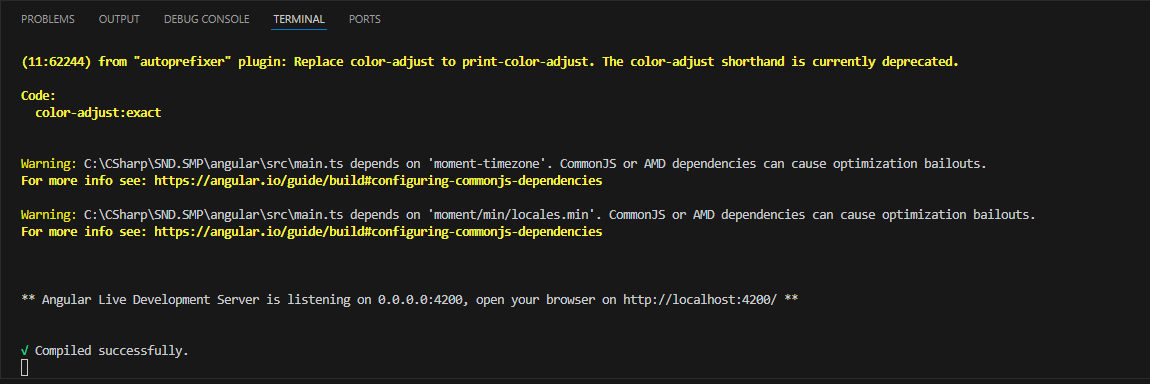 PROBLEMS OUTPUT DEBUG CONSOLE TERMINAL PORTS
(11:62244) from "autoprefixer" plugin: Replace color-adjust to print-color-adjust. The color-adjust shorthand is currently deprecated.
Code:
color-adjust:exact
Warning: C:\CSharp\SND.SMP\angular\src\main.ts depends on 'moment-timezone'. CommonJS or AMD dependencies can cause optimization bailouts.
For more info see: https://angular.io/guide/build#configuring-commonjs-dependencies
Warning: C:\CSharp\SND.SMP\angular\src\main.ts depends on 'moment/min/locales.min'. CommonJS or AMD dependencies can cause optimization bailouts.
For more info see: https://angular.io/guide/build#configuring-commonjs-dependencies
** Angular Live Development Server is listening on 0.0.0.0:4200, open your browser on http://localhost:4200/ **
√ Compiled successfully.